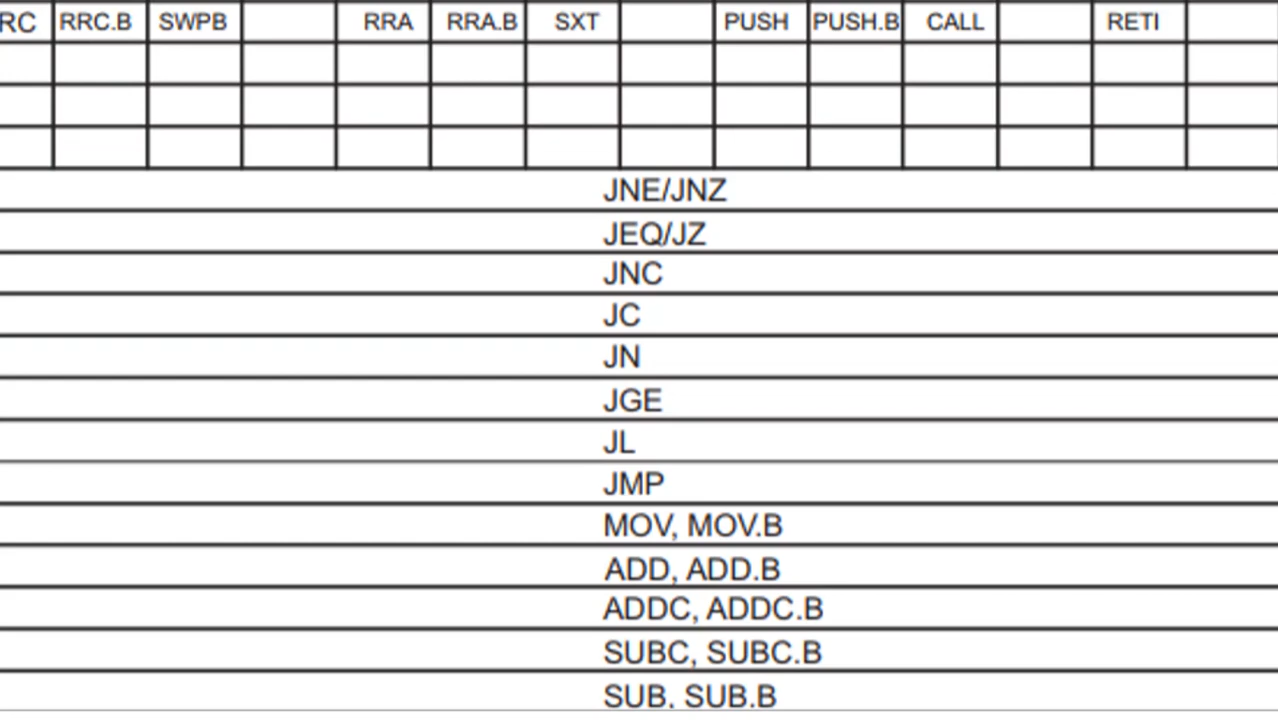 RC RRC.B SWPB RRA RRA.B SXT PUSH PUSH.B CALL RETI
JNE/JNZ
JEQ/JZ
JNC
JC
JN
JGE
JL
JMP
MOV, MOV.B
ADD, ADD.B
ADDC, ADDC.B
SUBC, SUBC.B
SUB, SUB.B